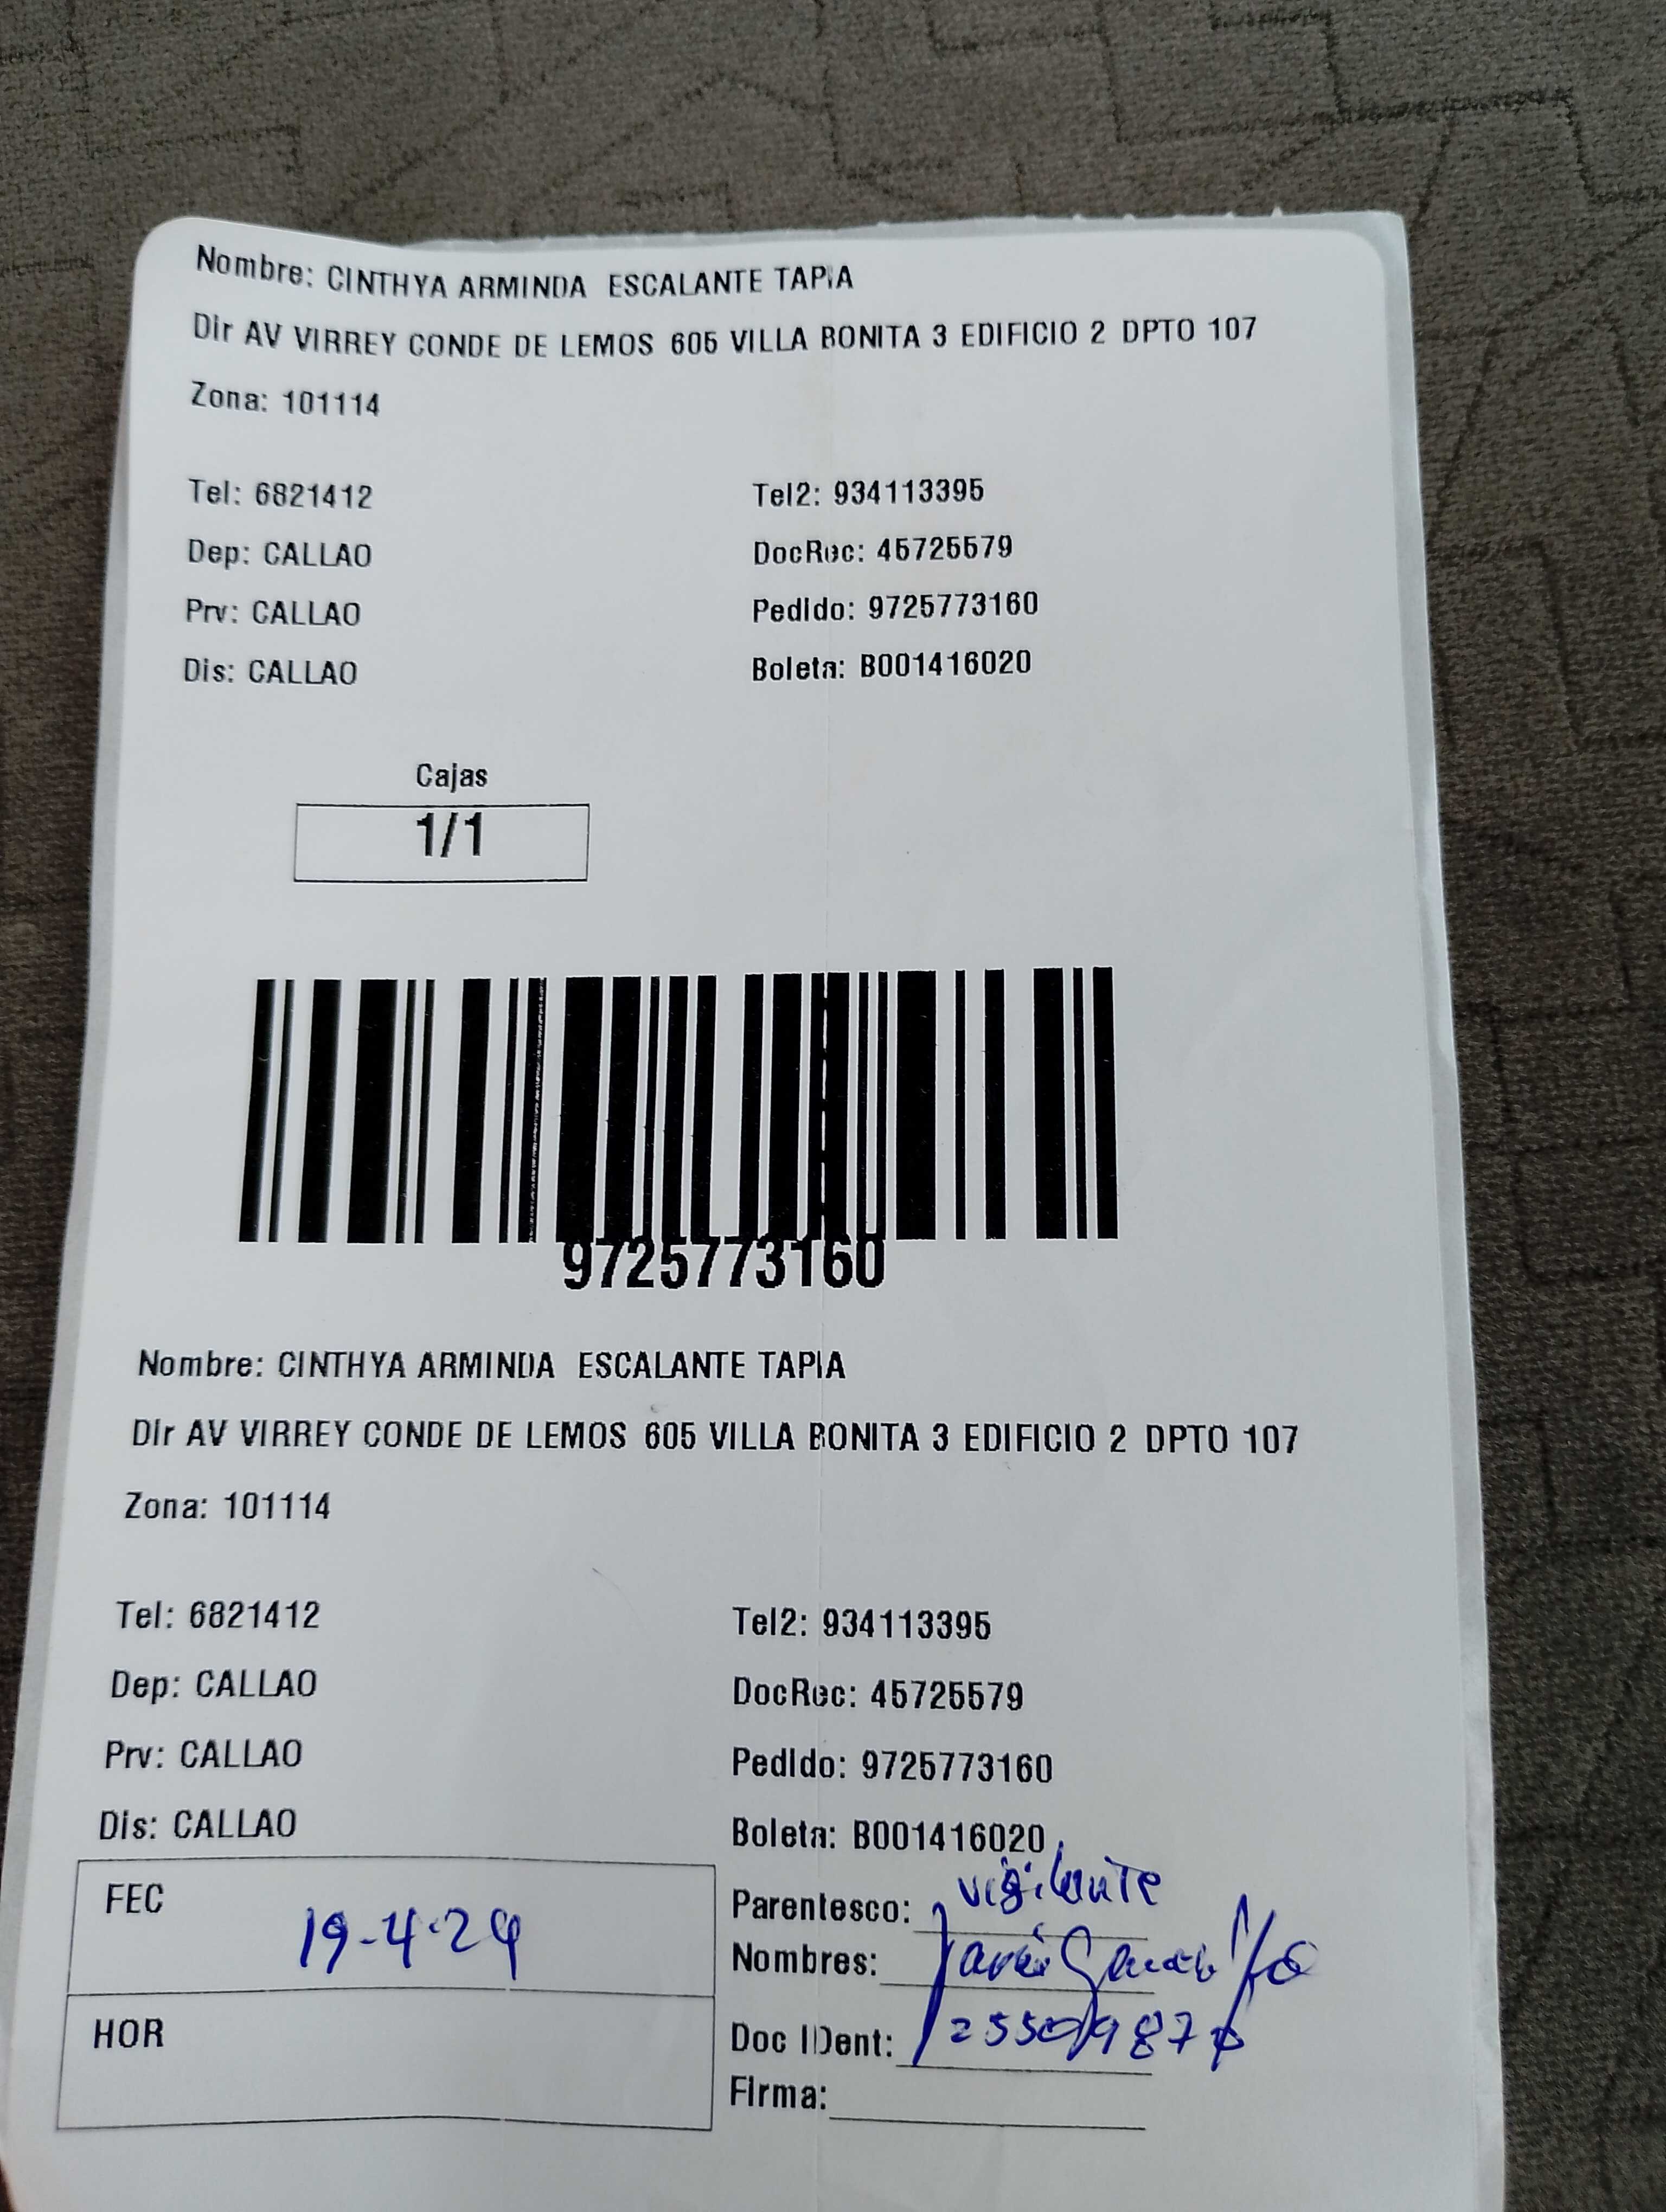 Nombre: CINTHYA ARMINDA ESCALANTE TAPIA
Dir AV VIRREY CONDE DE LEMOS 605 VILLA BONITA 3 EDIFICIO 2 DPTO 107
Zona: 101114
Tel: 6821412 Tel2: 934113395
Dep: CALLAO DocRec: 45725579
Prv: CALLAO Pedido: 9725773160
Dis: CALLAO Boleta: B001416020
Cajas
1/1
9725773160
Nombre: CINTHYA ARMINDA ESCALANTE TAPIA
Dir AV VIRREY CONDE DE LEMOS 605 VILLA BONITA 3 EDIFICIO 2 DPTO 107
Zona: 101114
Tel: 6821412 Tel2: 934113395
Dep: CALLAO DocRec: 45725579
Prv: CALLAO Pedido: 9725773160
Dis: CALLAO Boleta: B001416020
FEC 19-4-24
Parentesco: vigilante
Nombres:
HOR
Doc IDent:
Firma: